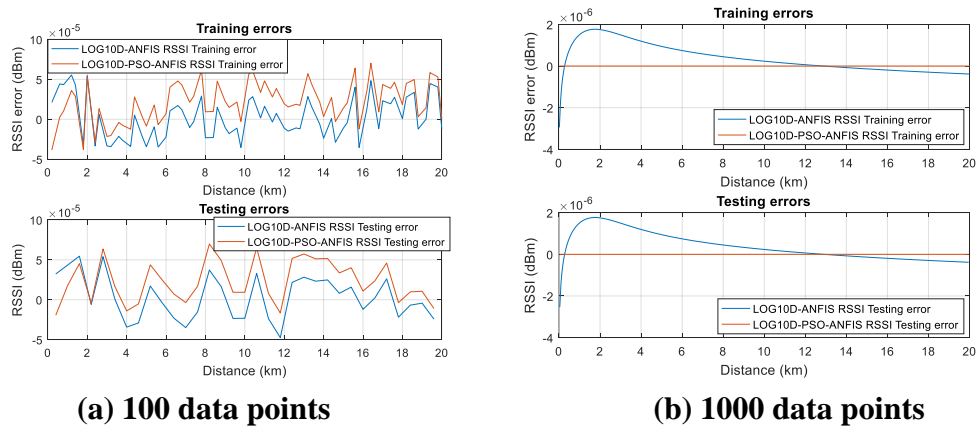 Training errors
10 ×10⁻⁵
LOG10D-ANFIS RSSI Training error
LOG10D-PSO-ANFIS RSSI Training error
RSSI error (dBm)
5
0
-5
0 2 4 6 8 10 12 14 16 18 20
Distance (km)
Testing errors
10 ×10⁻⁵
LOG10D-ANFIS RSSI Testing error
LOG10D-PSO-ANFIS RSSI Testing error
RSSI (dBm)
5
0
-5
0 2 4 6 8 10 12 14 16 18 20
Distance (km)
(a) 100 data points
Training errors
2 ×10⁻⁶
RSSI error (dBm)
0
-2
-4
LOG10D-ANFIS RSSI Training error
LOG10D-PSO-ANFIS RSSI Training error
0 2 4 6 8 10 12 14 16 18 20
Distance (km)
Testing errors
2 ×10⁻⁶
RSSI (dBm)
0
-2
-4
LOG10D-ANFIS RSSI Testing error
LOG10D-PSO-ANFIS RSSI Testing error
0 2 4 6 8 10 12 14 16 18 20
Distance (km)
(b) 1000 data points